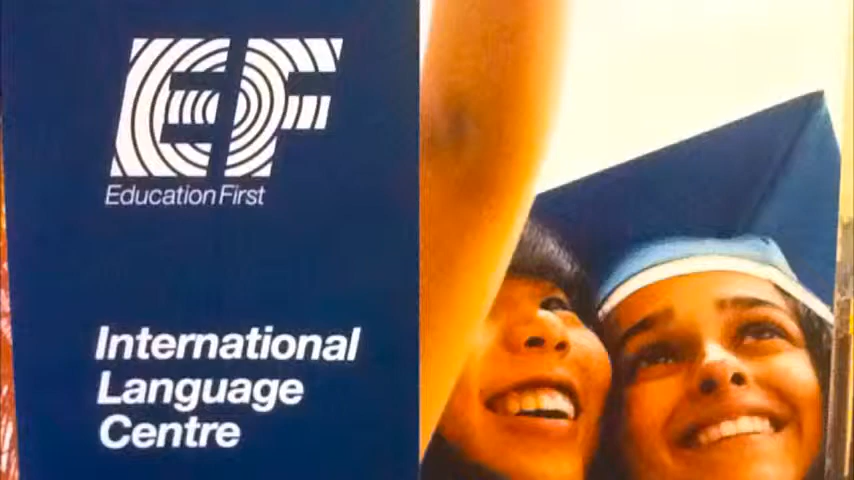 EF
Education First
International
Language
Centre